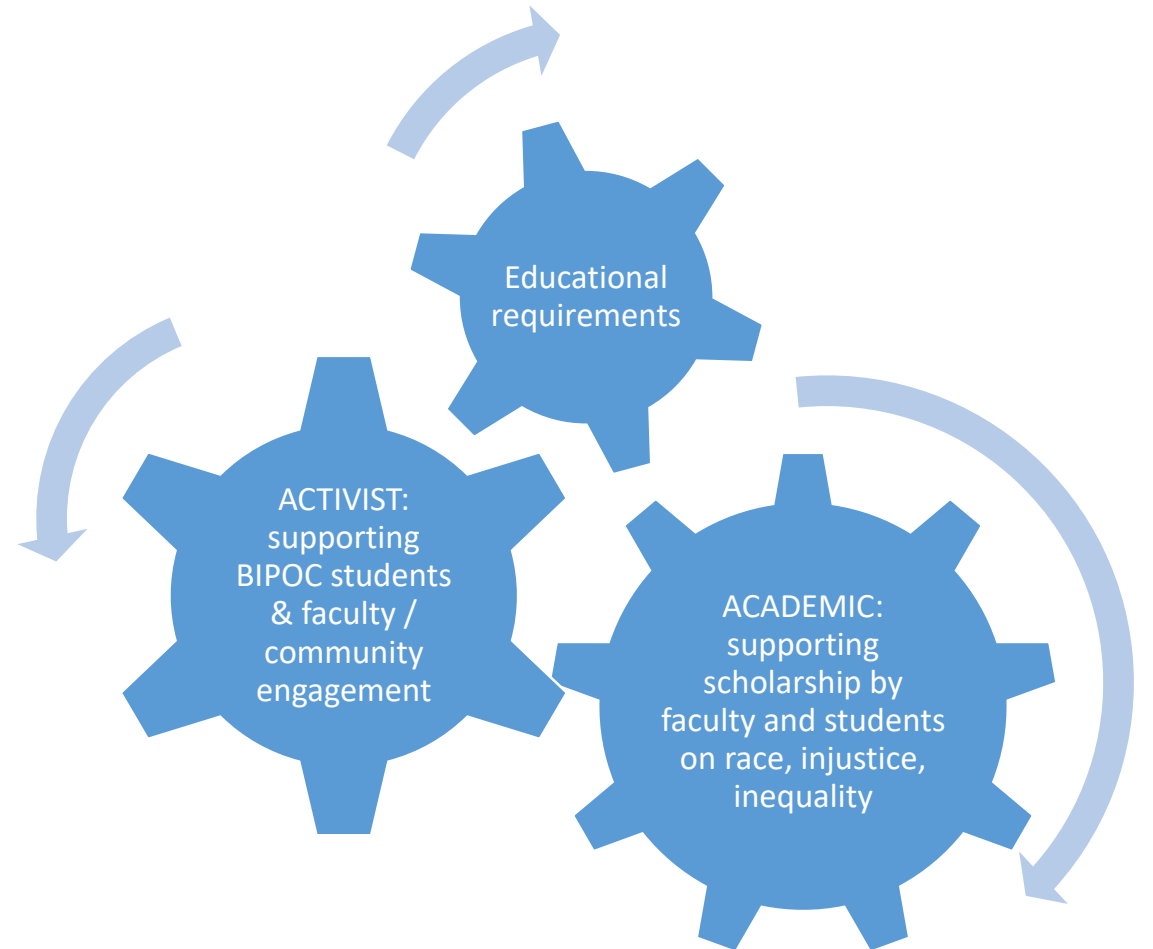 Educational
requirements
ACTIVIST:
supporting
BIPOC students
& faculty /
community
engagement
ACADEMIC:
supporting
scholarship by
faculty and students
on race, injustice,
inequality